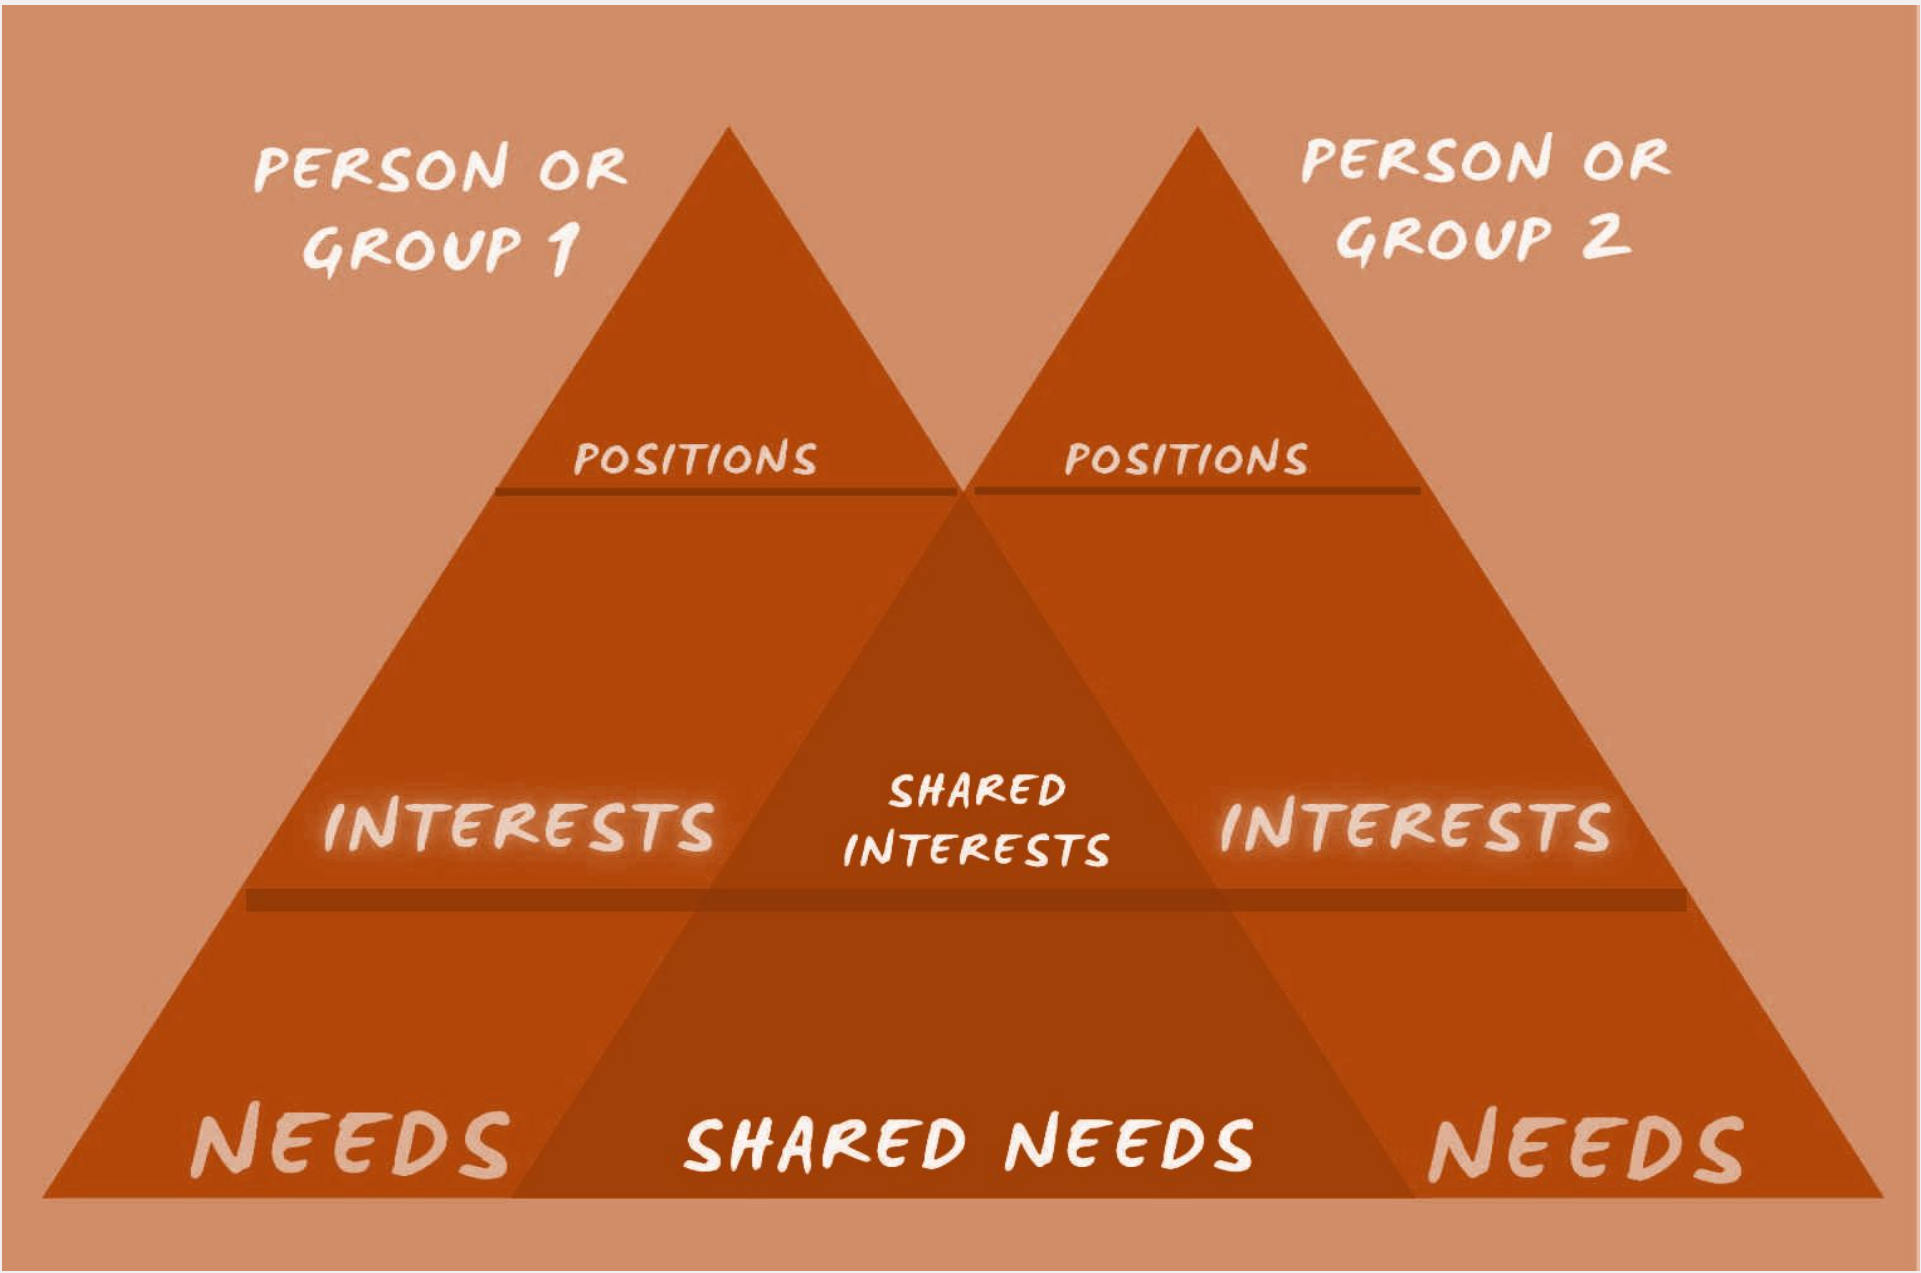 PERSON OR
GROUP 1
PERSON OR
GROUP 2
POSITIONS
POSITIONS
INTERESTS
SHARED
INTERESTS
INTERESTS
NEEDS
SHARED NEEDS
NEEDS